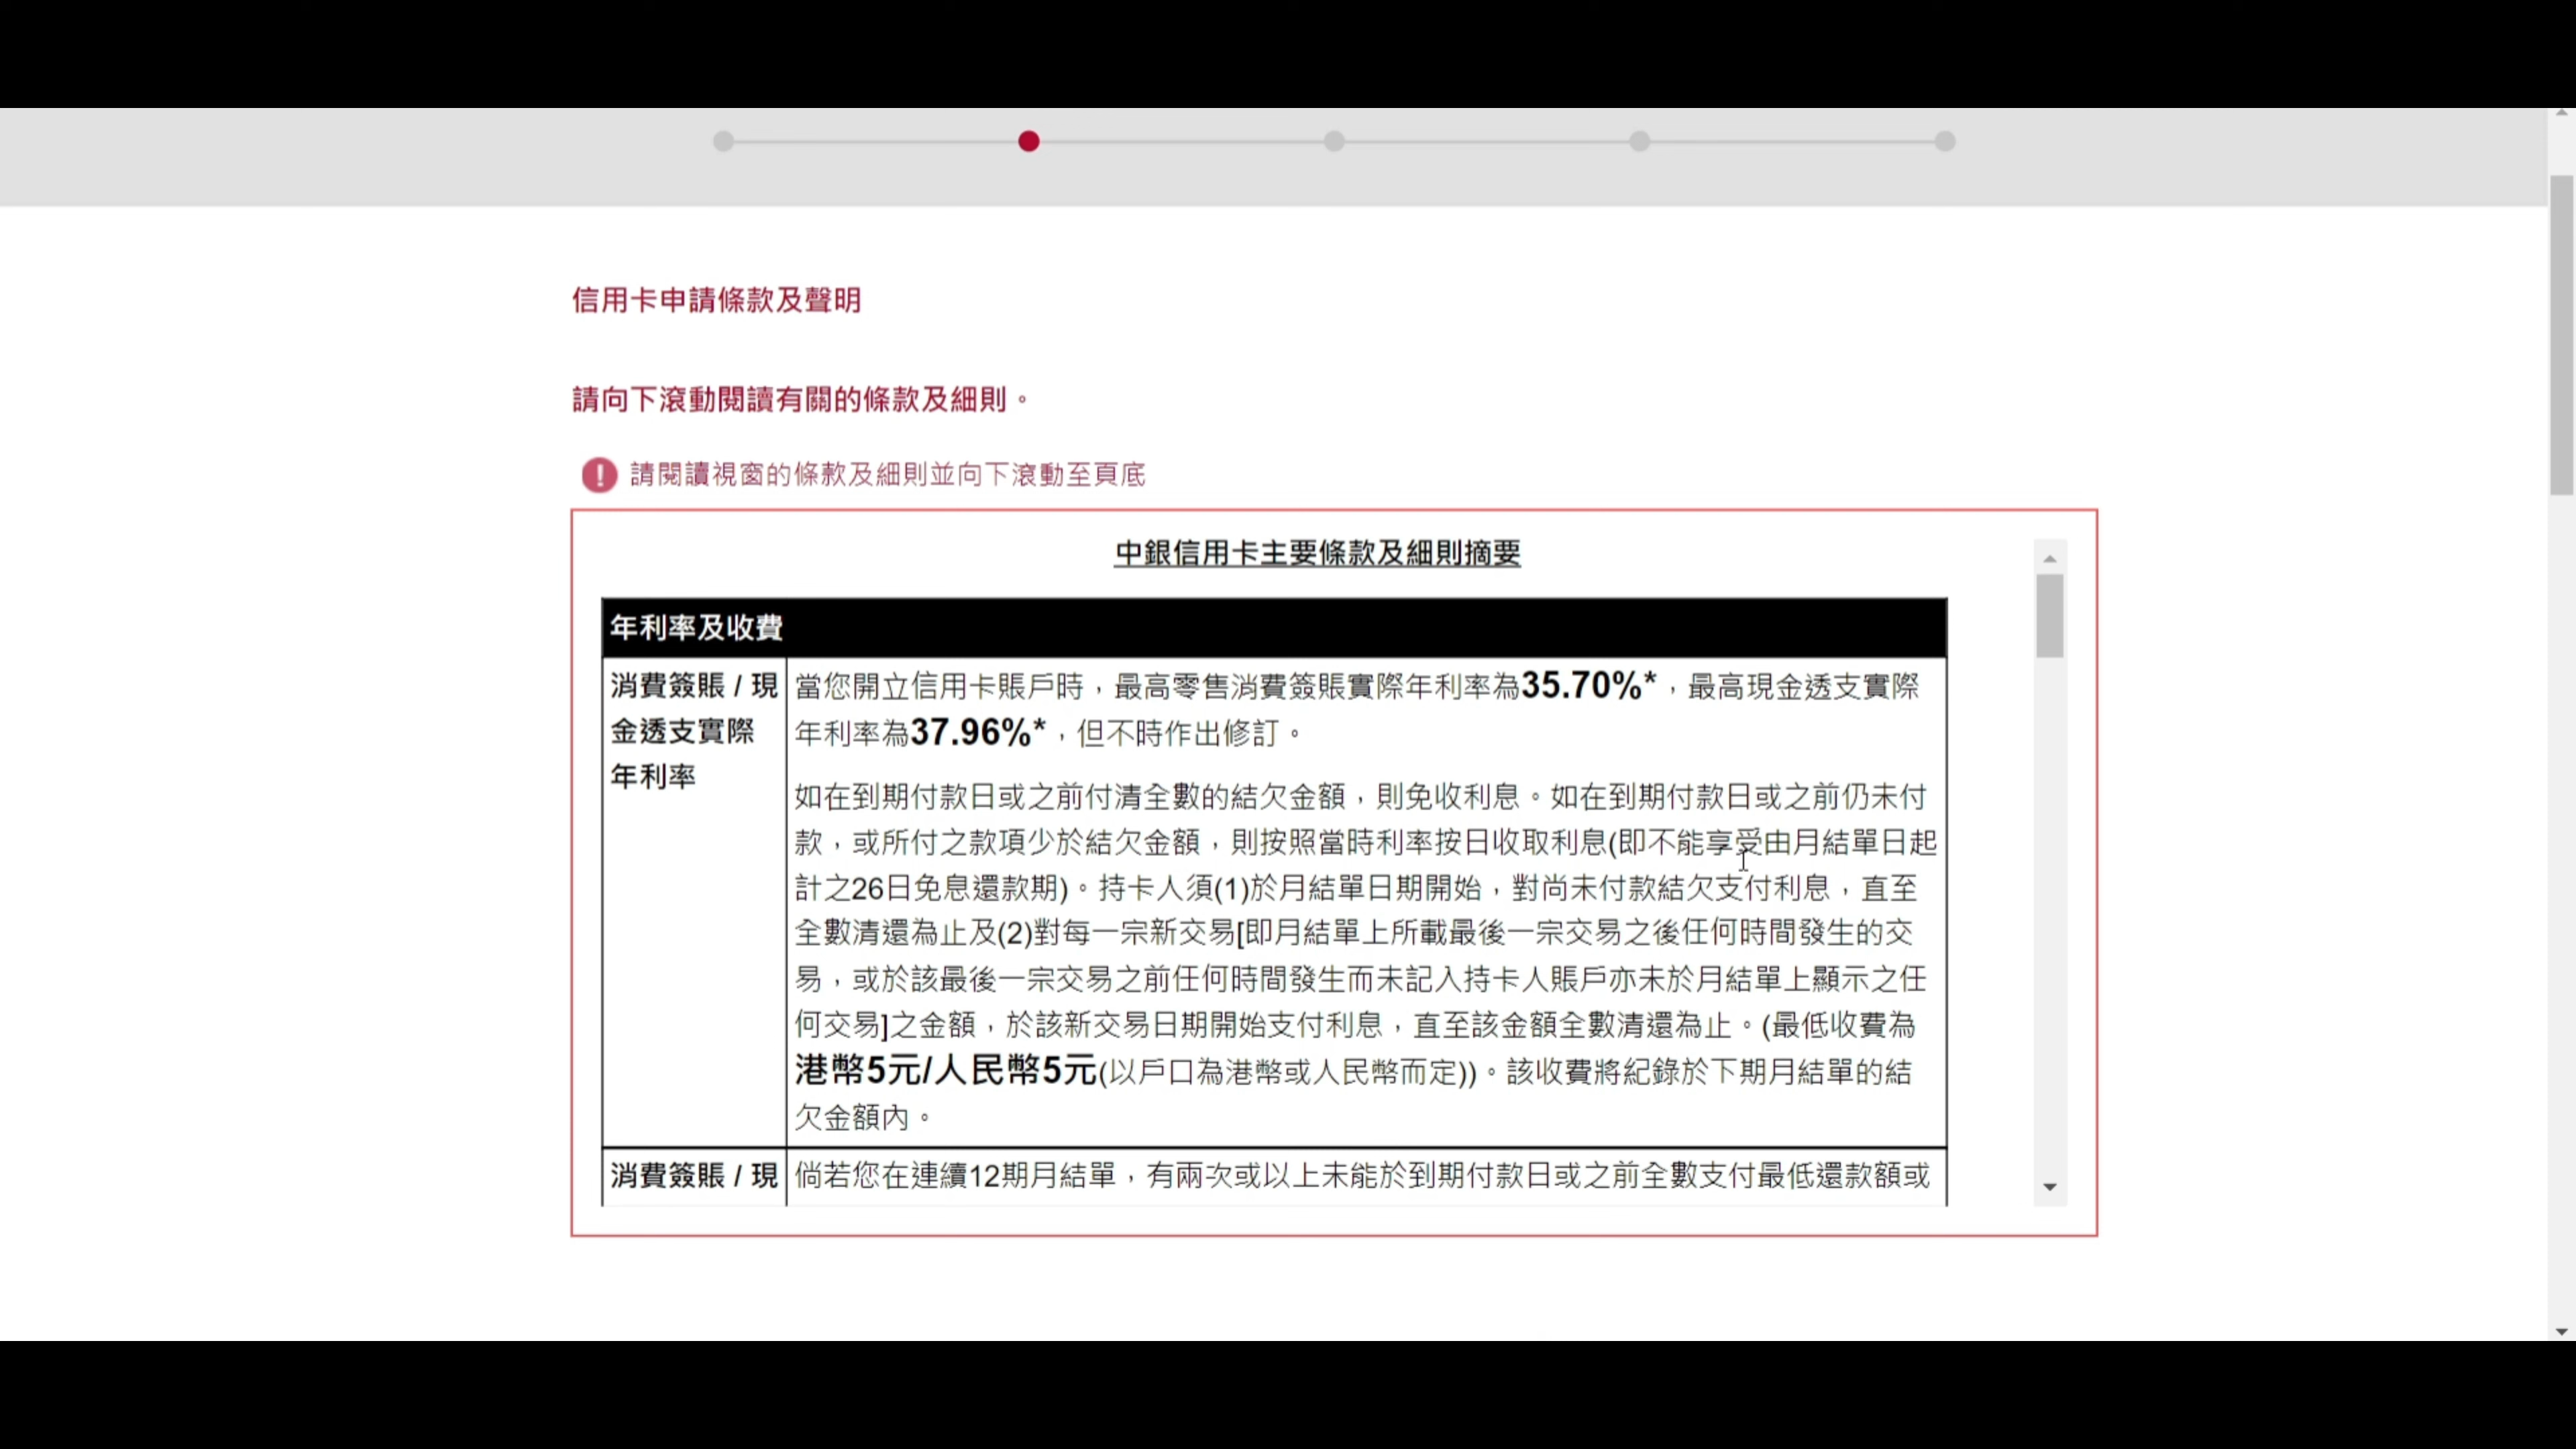 信用卡申請條款及聲明
請向下滾動閱讀有關的條款及細則。
請閱讀視窗的條款及細則並向下滾動至頁底
中銀信用卡主要條款及細則摘要
年利率及收費
消費簽賬 / 現
金透支實際
年利率
當您開立信用卡賬戶時，最高零售消費簽賬實際年利率為35.70%*，最高現金透支實際
年利率為37.96%*，但不時作出修訂。
如在到期付款日或之前付清全數的結欠金額，則免收利息。如在到期付款日或之前仍未付
款，或所付之款項少於結欠金額，則按照當時利率按日收取利息(即不能享受由月結單日起
計之26日免息還款期)。持卡人須(1)於月結單日期開始，對尚未付款結欠支付利息，直至
全數清還為止及(2)對每一宗新交易[即月結單上所載最後一宗交易之後任何時間發生的交
易，或於該最後一宗交易之前任何時間發生而未記入持卡人賬戶亦未於月結單上顯示之任
何交易]之金額，於該新交易日期開始支付利息，直至該金額全數清還為止。(最低收費為
港幣5元/人民幣5元(以戶口為港幣或人民幣而定))。該收費將紀錄於下期月結單的結
欠金額內。
消費簽賬 / 現
倘若您在連續12期月結單，有兩次或以上未能於到期付款日或之前全數支付最低還款額或